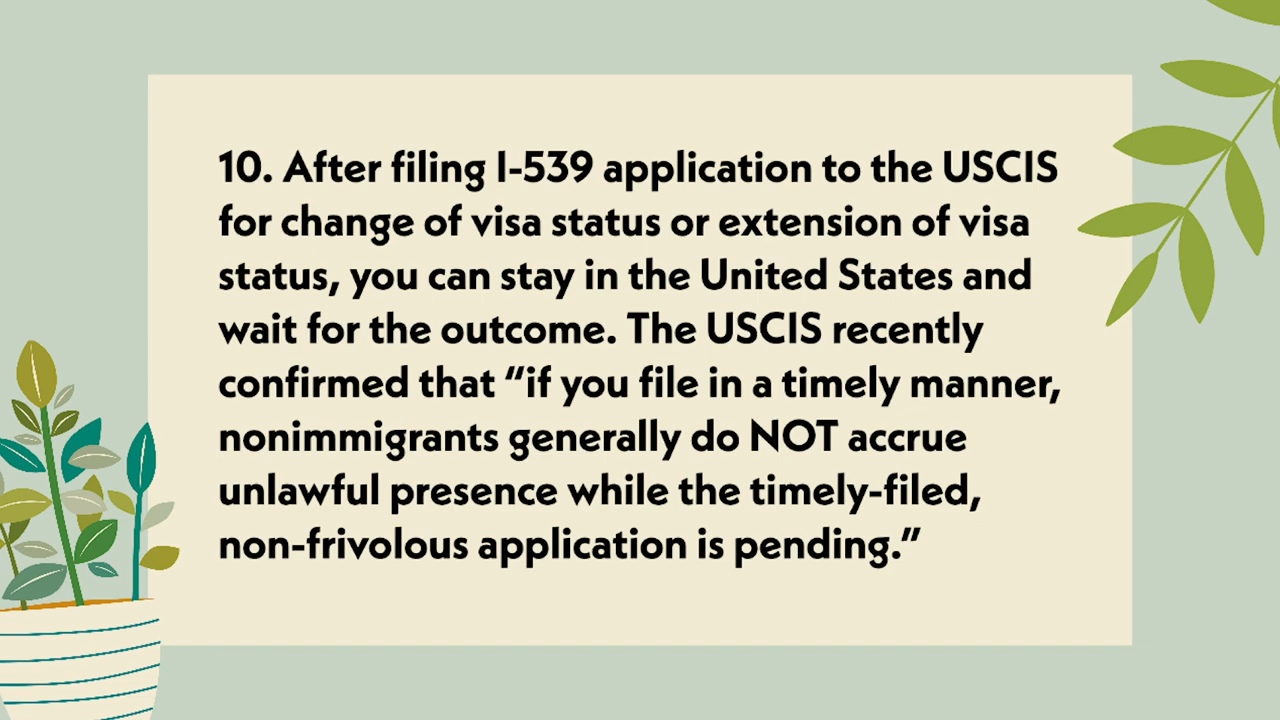 10. After filing I-539 application to the USCIS
for change of visa status or extension of visa
status, you can stay in the United States and
wait for the outcome. The USCIS recently
confirmed that “if you file in a timely manner,
nonimmigrants generally do NOT accrue
unlawful presence while the timely-filed,
non-frivolous application is pending.”